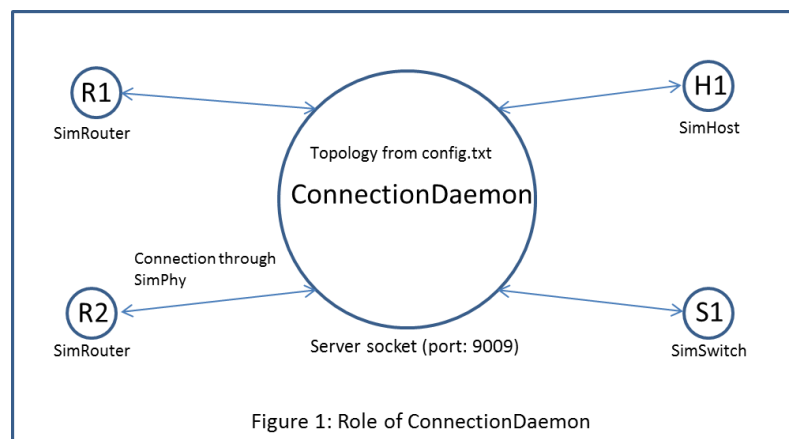 R1
SimRouter
H1
SimHost
Topology from config.txt
ConnectionDaemon
Connection through
SimPhy
R2
SimRouter
S1
SimSwitch
Server socket (port: 9009)
Figure 1: Role of ConnectionDaemon